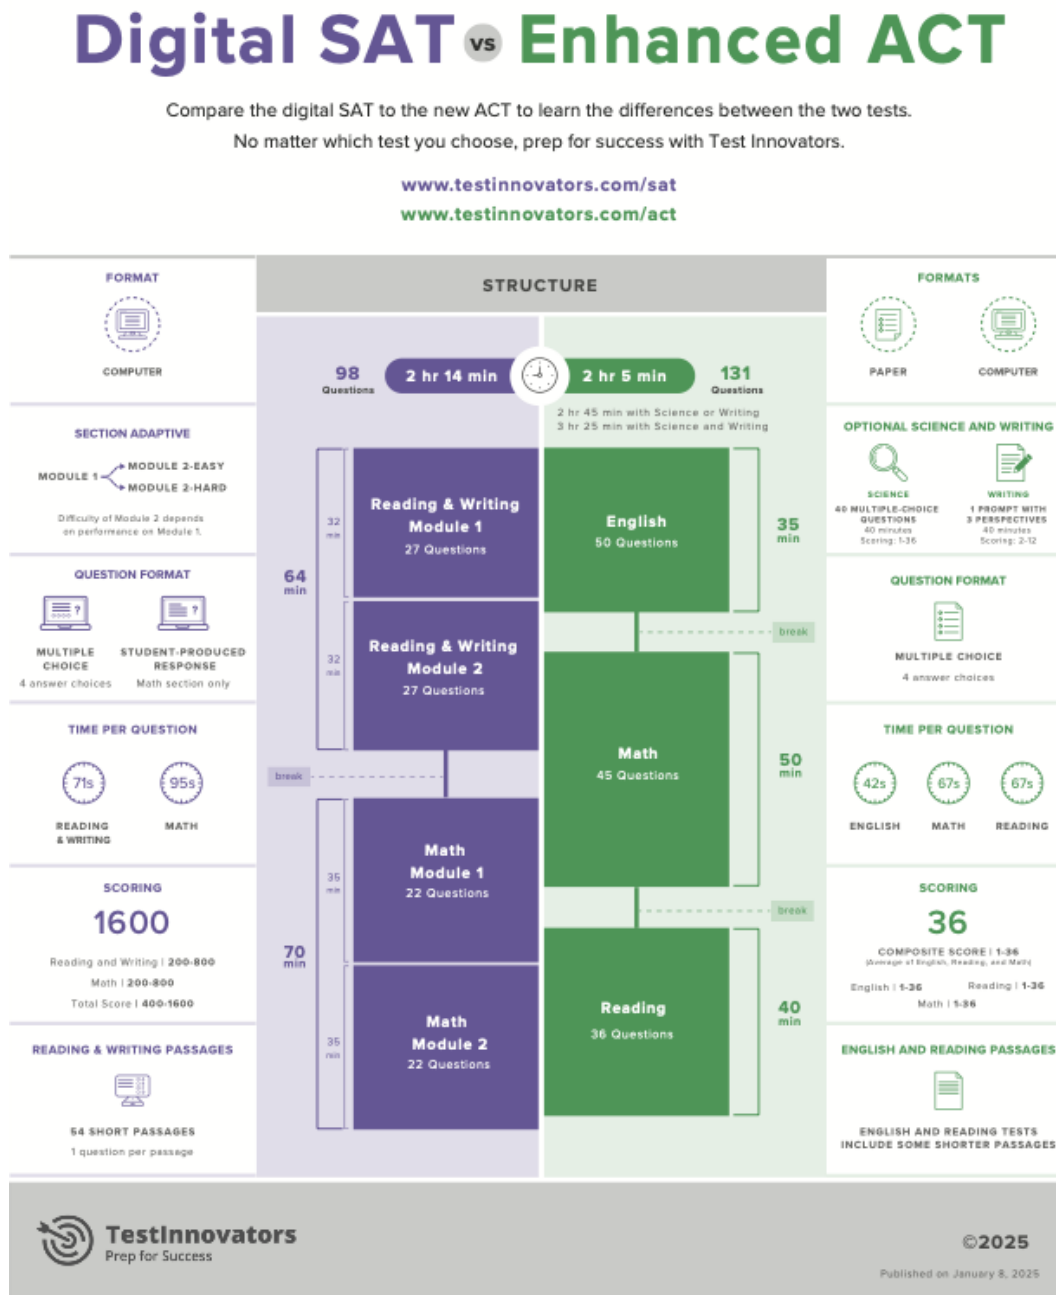 Digital SAT vs Enhanced ACT
Compare the digital SAT to the new ACT to learn the differences between the two tests.
No matter which test you choose, prep for success with Test Innovators.
www.testinnovators.com/sat
www.testinnovators.com/act
FORMAT
COMPUTER
SECTION ADAPTIVE
MODULE 1
MODULE 2-EASY
MODULE 2-HARD
Difficulty of Module 2 depends
on performance on Module 1.
QUESTION FORMAT
?
?
MULTIPLE
CHOICE
4 answer choices
STUDENT-PRODUCED
RESPONSE
Math section only
TIME PER QUESTION
71s
READING
& WRITING
95s
MATH
SCORING
1600
Reading and Writing | 200-800
Math | 200-800
Total Score | 400-1600
READING & WRITING PASSAGES
54 SHORT PASSAGES
1 question per passage
STRUCTURE
98
Questions
2 hr 14 min
2 hr 5 min
131
Questions
2 hr 45 min with Science or Writing
3 hr 25 min with Science and Writing
64
min
32
min
Reading & Writing
Module 1
27 Questions
32
min
Reading & Writing
Module 2
27 Questions
break
70
min
35
min
Math
Module 1
22 Questions
35
min
Math
Module 2
22 Questions
English
50 Questions
35
min
break
Math
45 Questions
50
min
break
Reading
36 Questions
40
min
FORMATS
PAPER
COMPUTER
OPTIONAL SCIENCE AND WRITING
SCIENCE
40 MULTIPLE-CHOICE
QUESTIONS
40 minutes
Scoring: 1-36
WRITING
1 PROMPT WITH
3 PERSPECTIVES
40 minutes
Scoring: 2-12
QUESTION FORMAT
MULTIPLE CHOICE
4 answer choices
TIME PER QUESTION
42s
ENGLISH
67s
MATH
67s
READING
SCORING
36
COMPOSITE SCORE | 1-36
(Average of English, Reading, and Math)
English | 1-36
Reading | 1-36
Math | 1-36
ENGLISH AND READING PASSAGES
ENGLISH AND READING TESTS
INCLUDE SOME SHORTER PASSAGES
TestInnovators
Prep for Success
©2025
Published on January 8, 2025